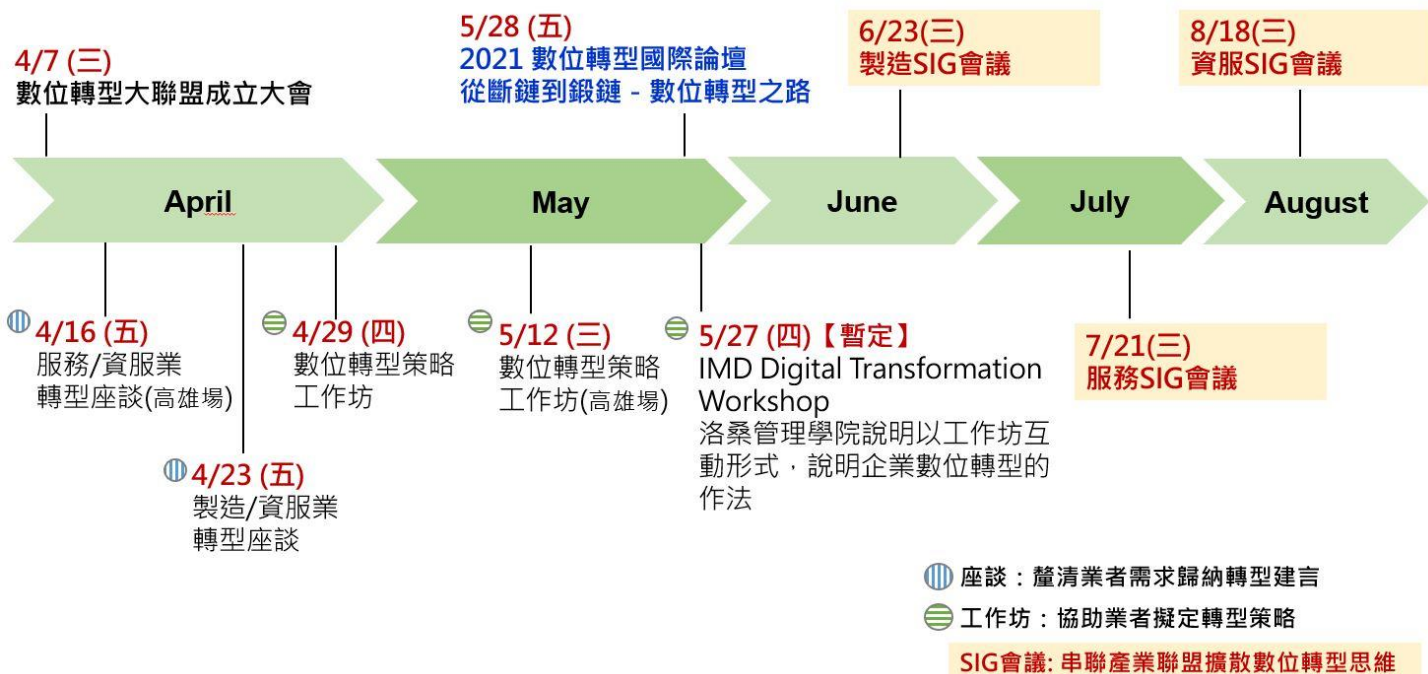 4/7 (三)
數位轉型大聯盟成立大會
5/28 (五)
2021 數位轉型國際論壇
從斷鏈到鍛鏈 - 數位轉型之路
6/23(三)
製造SIG會議
8/18(三)
資服SIG會議
April
May
June
July
August
4/16 (五)
服務/資服業
轉型座談(高雄場)
4/23 (五)
製造/資服業
轉型座談
4/29 (四)
數位轉型策略
工作坊
5/12 (三)
數位轉型策略
工作坊(高雄場)
5/27 (四)【暫定】
IMD Digital Transformation
Workshop
洛桑管理學院說明以工作坊互
動形式，說明企業數位轉型的
作法
7/21(三)
服務SIG會議
座談：釐清業者需求歸納轉型建言
工作坊：協助業者擬定轉型策略
SIG會議: 串聯產業聯盟擴散數位轉型思維